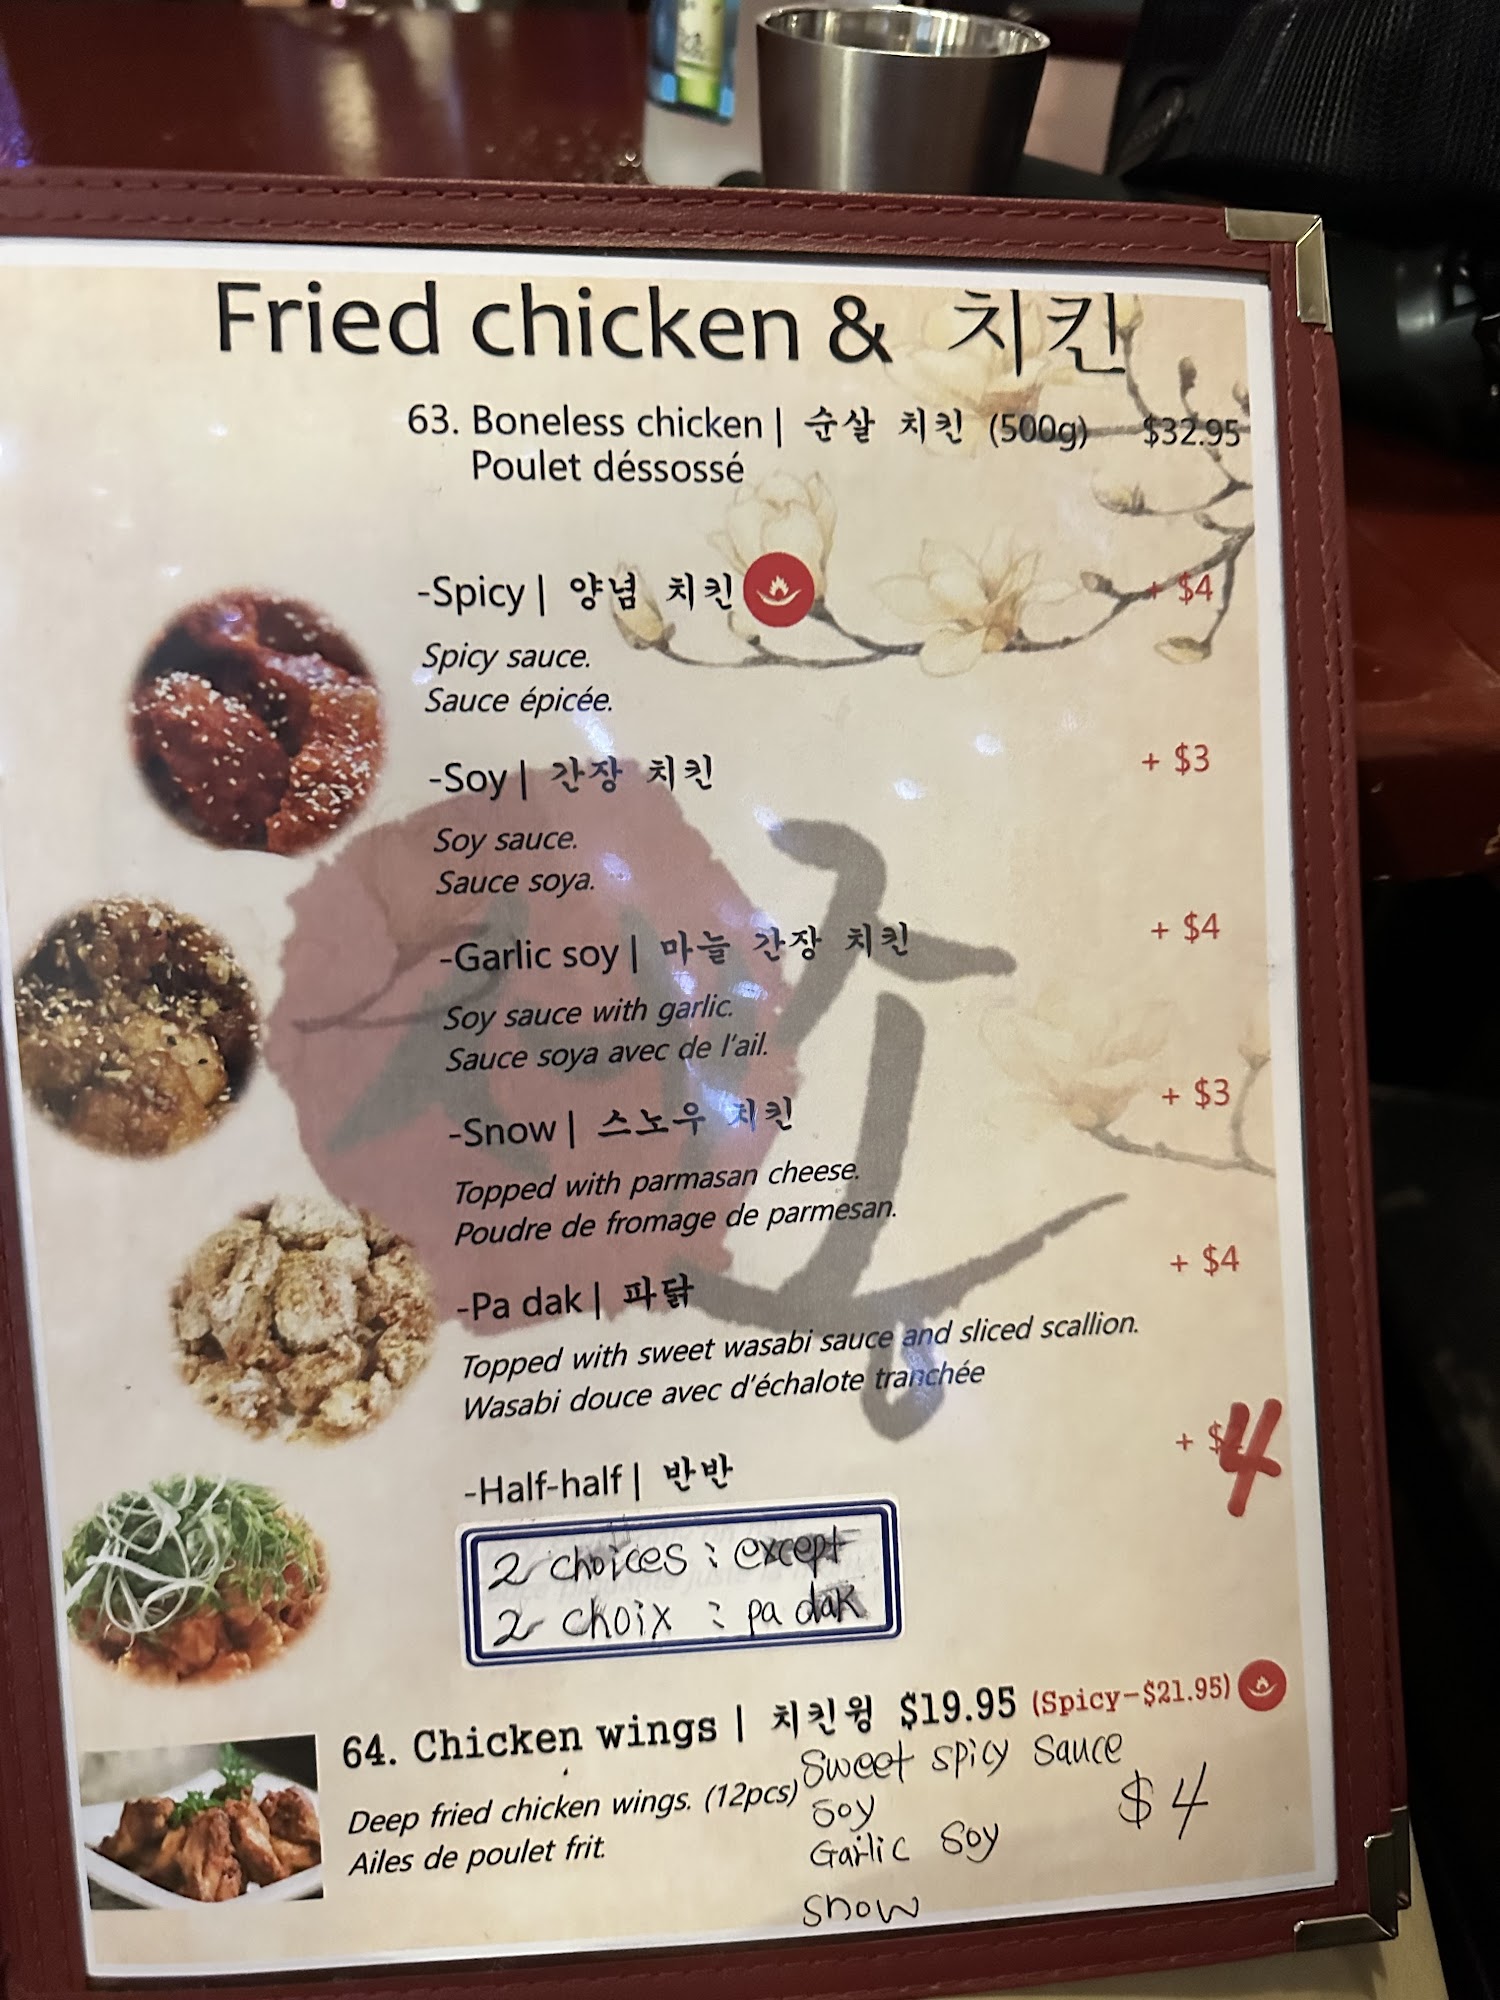 Fried chicken & 치킨
63. Boneless chicken | 순살 치킨 (500g) $32.95
Poulet déssossé
-Spicy | 양념 치킨 + $4
Spicy sauce.
Sauce épicée.
-Soy | 간장 치킨 + $3
Soy sauce.
Sauce soya.
-Garlic soy | 마늘 간장 치킨 + $4
Soy sauce with garlic.
Sauce soya avec de l'ail.
-Snow | 스노우 치킨 + $3
Topped with parmasan cheese.
Poudre de fromage de parmesan.
-Pa dak | 파닭 + $4
Topped with sweet wasabi sauce and sliced scallion.
Wasabi douce avec d'échalote tranchée
-Half-half | 반반 + $4
2 choices : except
2 choix : pa dak
64. Chicken wings | 치킨윙 $19.95 (Spicy-$21.95)
Deep fried chicken wings. (12pcs)
Ailes de poulet frit.
Sweet spicy sauce
Soy $4
Garlic Soy
Snow